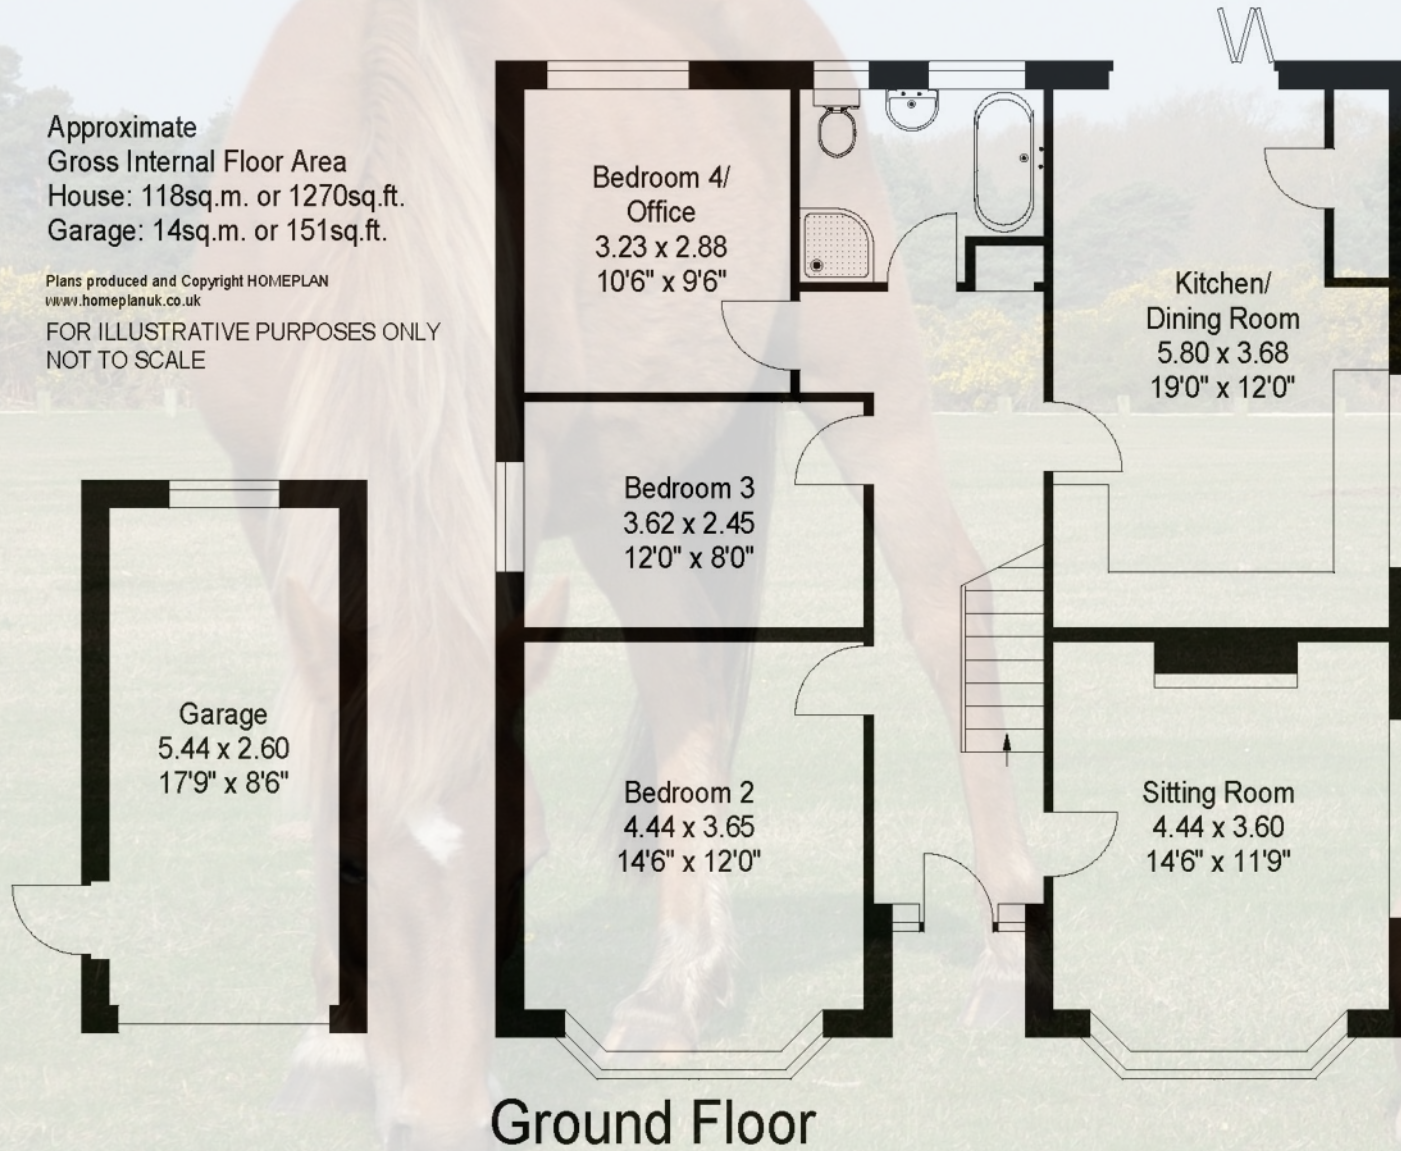 Approximate
Gross Internal Floor Area
House: 118sq.m. or 1270sq.ft.
Garage: 14sq.m. or 151sq.ft.
Plans produced and Copyright HOMEPLAN
www.homeplanuk.co.uk
FOR ILLUSTRATIVE PURPOSES ONLY
NOT TO SCALE
Bedroom 4/
Office
3.23 x 2.88
10'6" x 9'6"
Kitchen/
Dining Room
5.80 x 3.68
19'0" x 12'0"
Bedroom 3
3.62 x 2.45
12'0" x 8'0"
Garage
5.44 x 2.60
17'9" x 8'6"
Bedroom 2
4.44 x 3.65
14'6" x 12'0"
Sitting Room
4.44 x 3.60
14'6" x 11'9"
Ground Floor